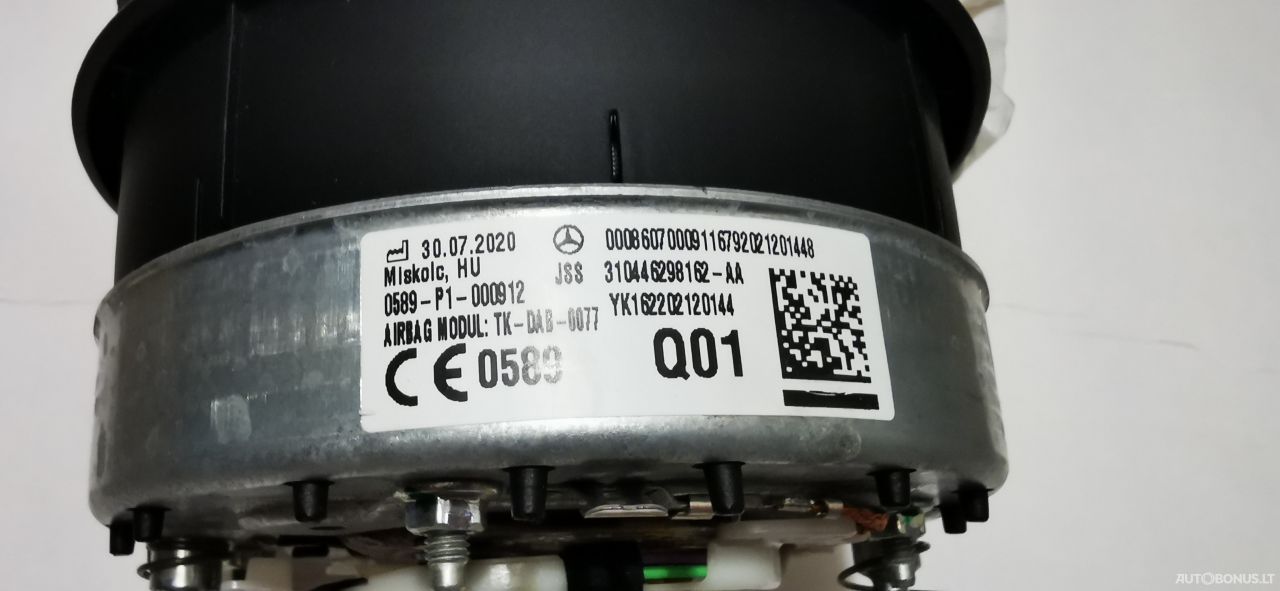 30.07.2020
Miskolc, HU
0589-P1-000912
AIRBAG MODUL: TK-DAB-0077
CE 0589
00086070009116792021201448
JSS 310446298162-AA
YK162202120144
Q01
AUTOBONUS.LT